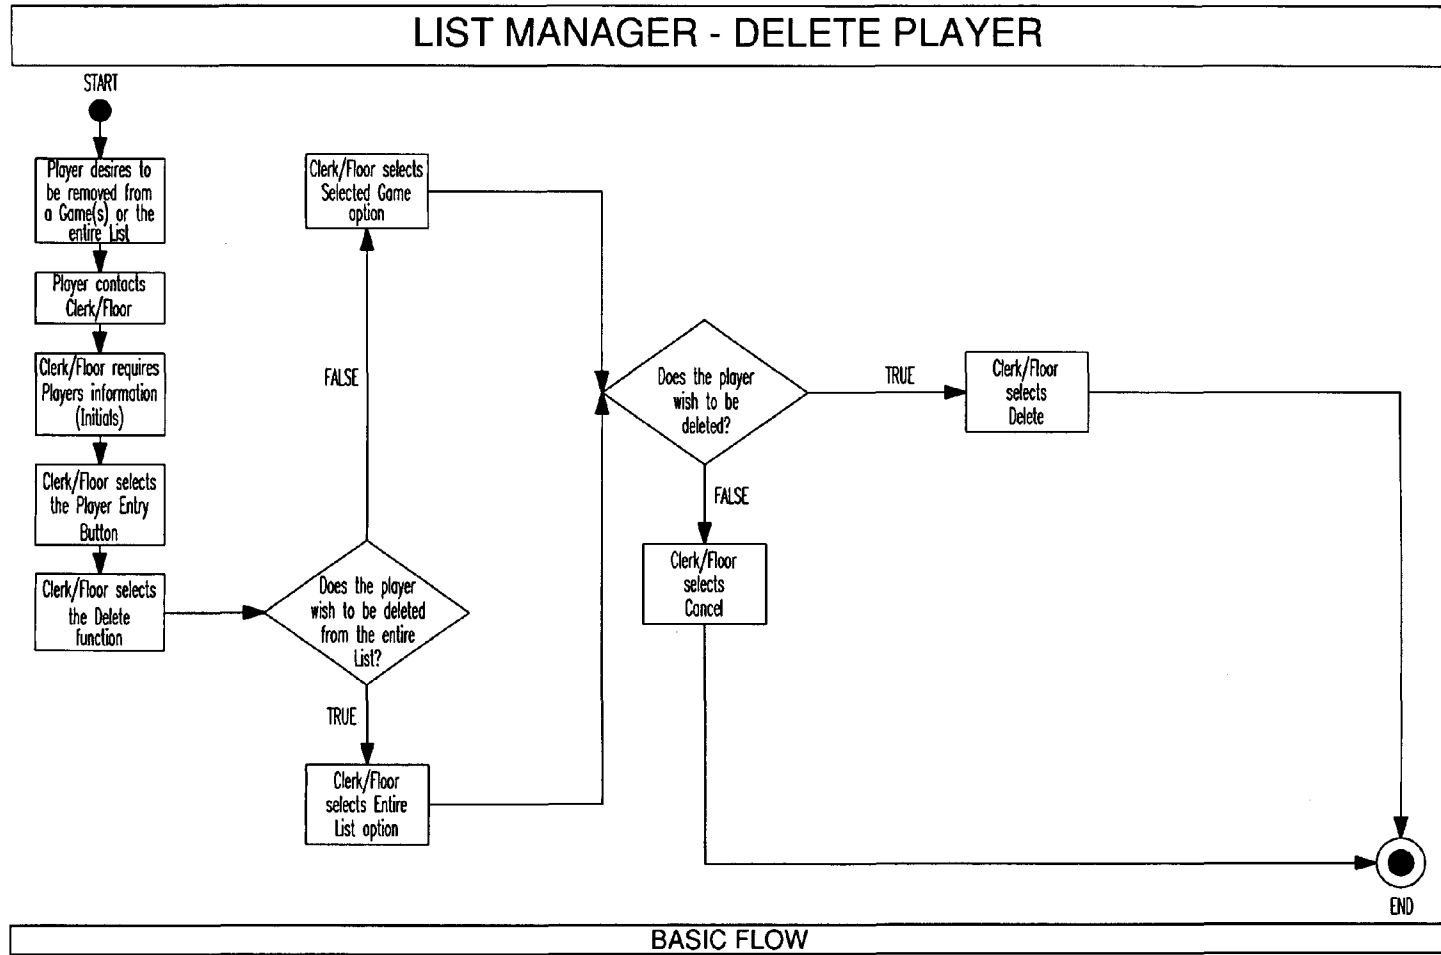 LIST MANAGER - DELETE PLAYER
START
Player desires to
be removed from
a Game(s) or the
entire List
Player contacts
Clerk/Floor
Clerk/Floor requires
Players information
(Initials)
Clerk/Floor selects
the Player Entry
Button
Clerk/Floor selects
the Delete
function
Does the player
wish to be deleted
from the entire
List?
FALSE
Clerk/Floor selects
Selected Game
option
TRUE
Clerk/Floor
selects Entire
List option
Does the player
wish to be
deleted?
TRUE
Clerk/Floor
selects
Delete
FALSE
Clerk/Floor
selects
Cancel
END
BASIC FLOW